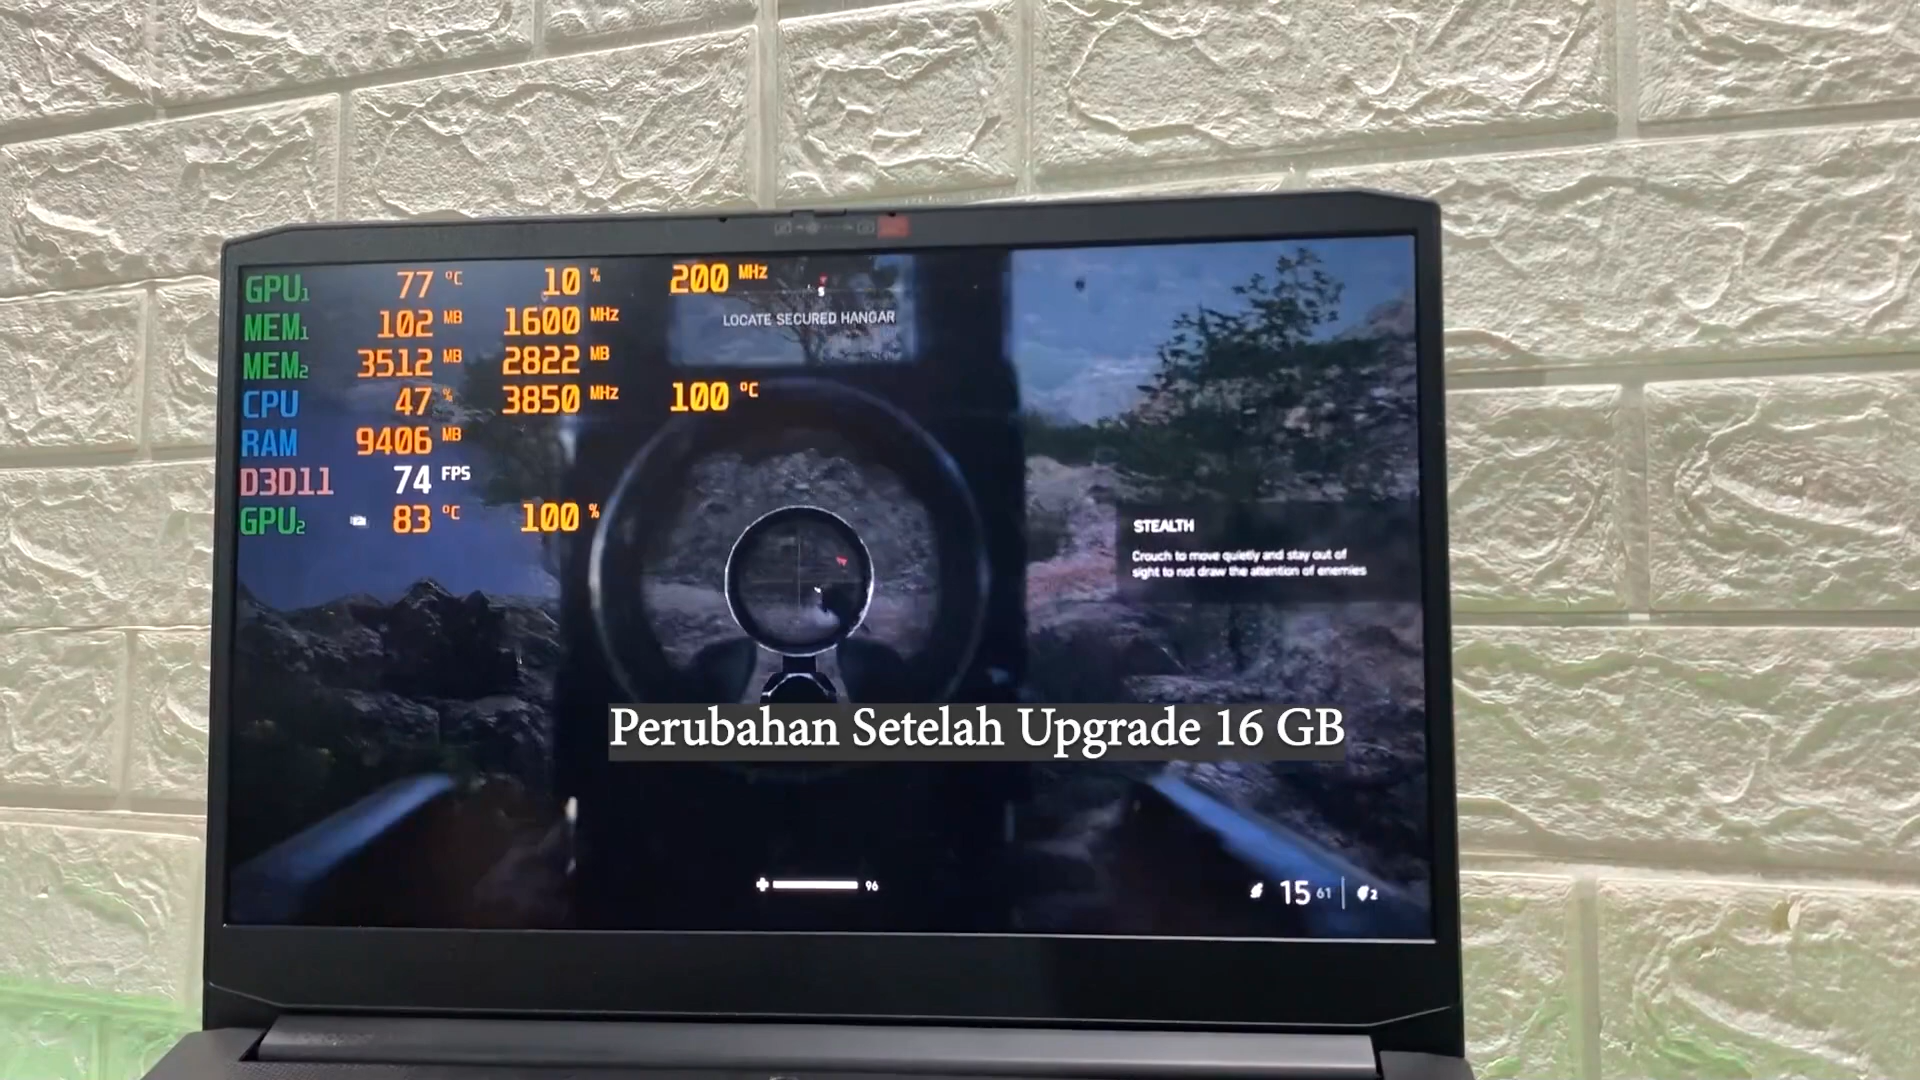 GPU1 77 °C 10 % 200 MHz
MEM1 102 MB 1600 MHz
MEM2 3512 MB 2822 MB
CPU 47 % 3850 MHz 100 °C
RAM 9406 MB
D3D11 74 FPS
GPU2 83 °C 100 %
S
LOCATE SECURED HANGAR
STEALTH
Crouch to move quietly and stay out of
sight to not draw the attention of enemies
Perubahan Setelah Upgrade 16 GB
96
15 61 2